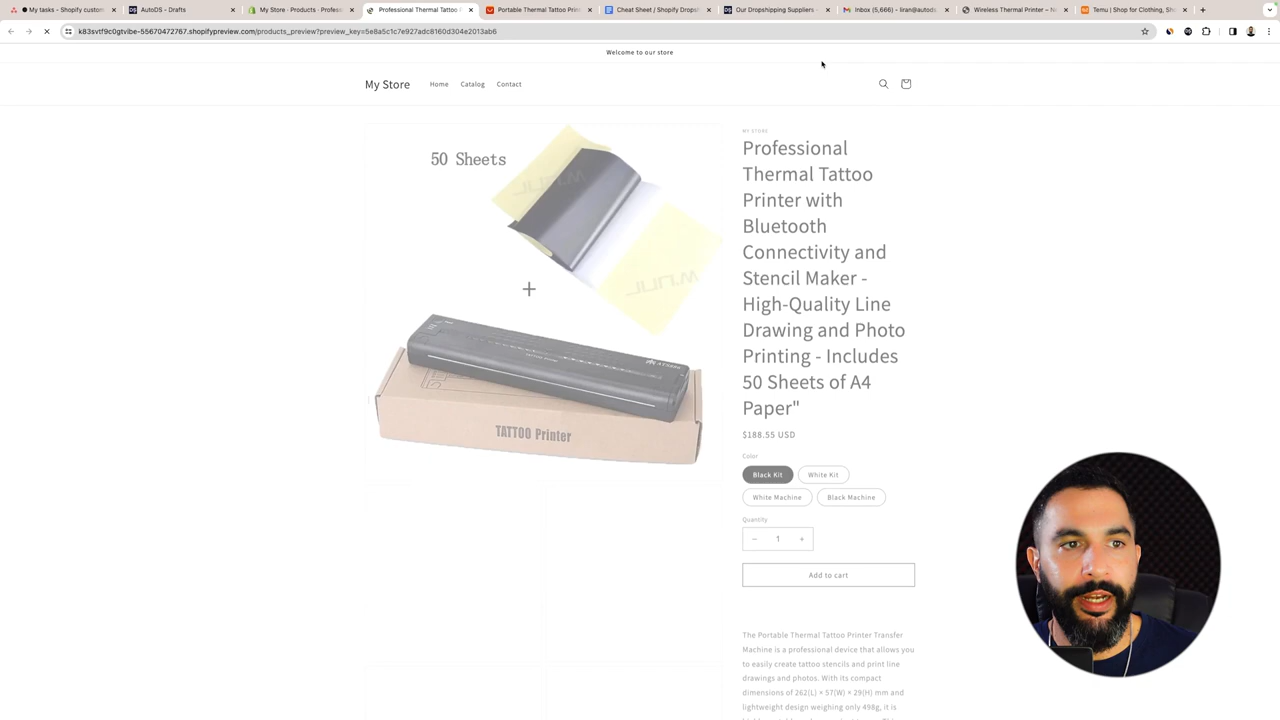 My tasks - Shopify custom
AutoDS - Drafts
My Store · Products · Profess
Professional Thermal Tattoo
Portable Thermal Tattoo Prin
Cheat Sheet / Shopify Dropsh
Our Dropshipping Suppliers -
Inbox (5,666) - liran@autods
Wireless Thermal Printer – No
Temu | Shop for Clothing, Sh
k83svtf9c0gtvibe-55670472767.shopifypreview.com/products_preview?preview_key=5e8a5c1c7e927adc8160d304e2013ab6
Welcome to our store
My Store
Home
Catalog
Contact
50 Sheets
+
TATTOO Printer
MY STORE
Professional
Thermal Tattoo
Printer with
Bluetooth
Connectivity and
Stencil Maker -
High-Quality Line
Drawing and Photo
Printing - Includes
50 Sheets of A4
Paper"
$188.55 USD
Color
Black Kit
White Kit
White Machine
Black Machine
Quantity
− 1 +
Add to cart
The Portable Thermal Tattoo Printer Transfer
Machine is a professional device that allows you
to easily create tattoo stencils and print line
drawings and photos. With its compact
dimensions of 262(L) × 57(W) × 29(H) mm and
lightweight design weighing only 498g, it is